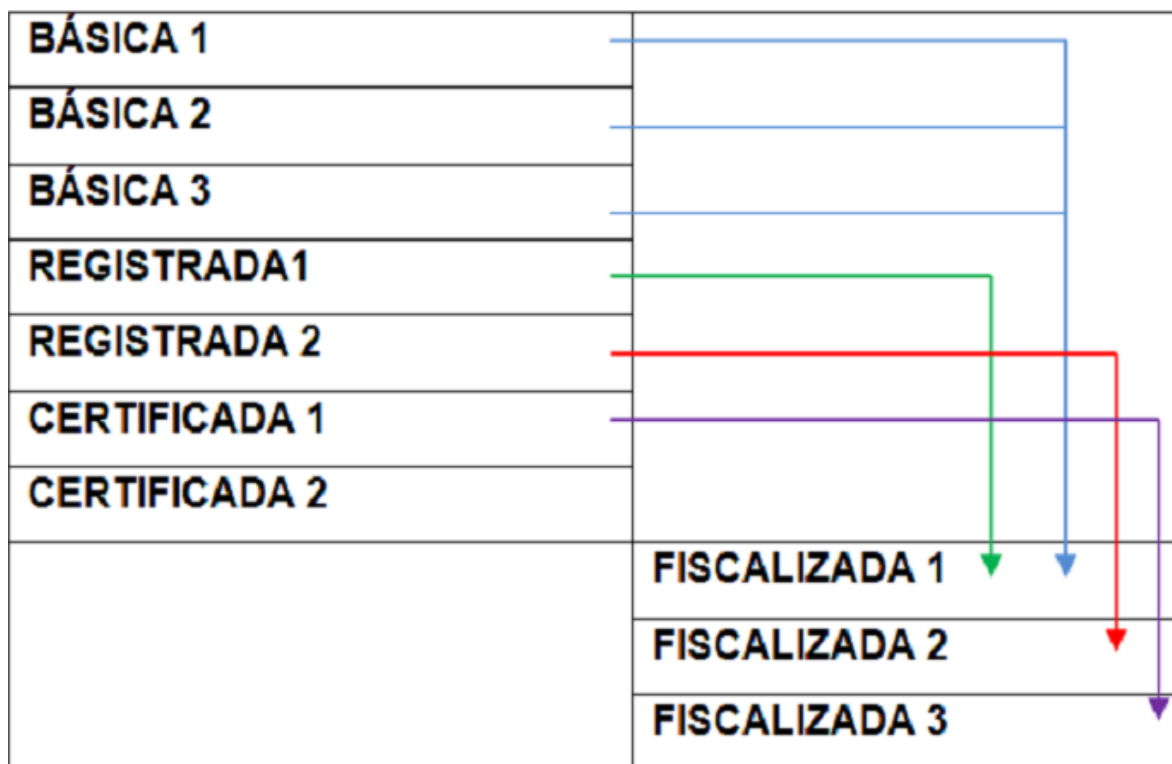 BÁSICA 1
BÁSICA 2
BÁSICA 3
REGISTRADA1
REGISTRADA 2
CERTIFICADA 1
CERTIFICADA 2
FISCALIZADA 1
FISCALIZADA 2
FISCALIZADA 3